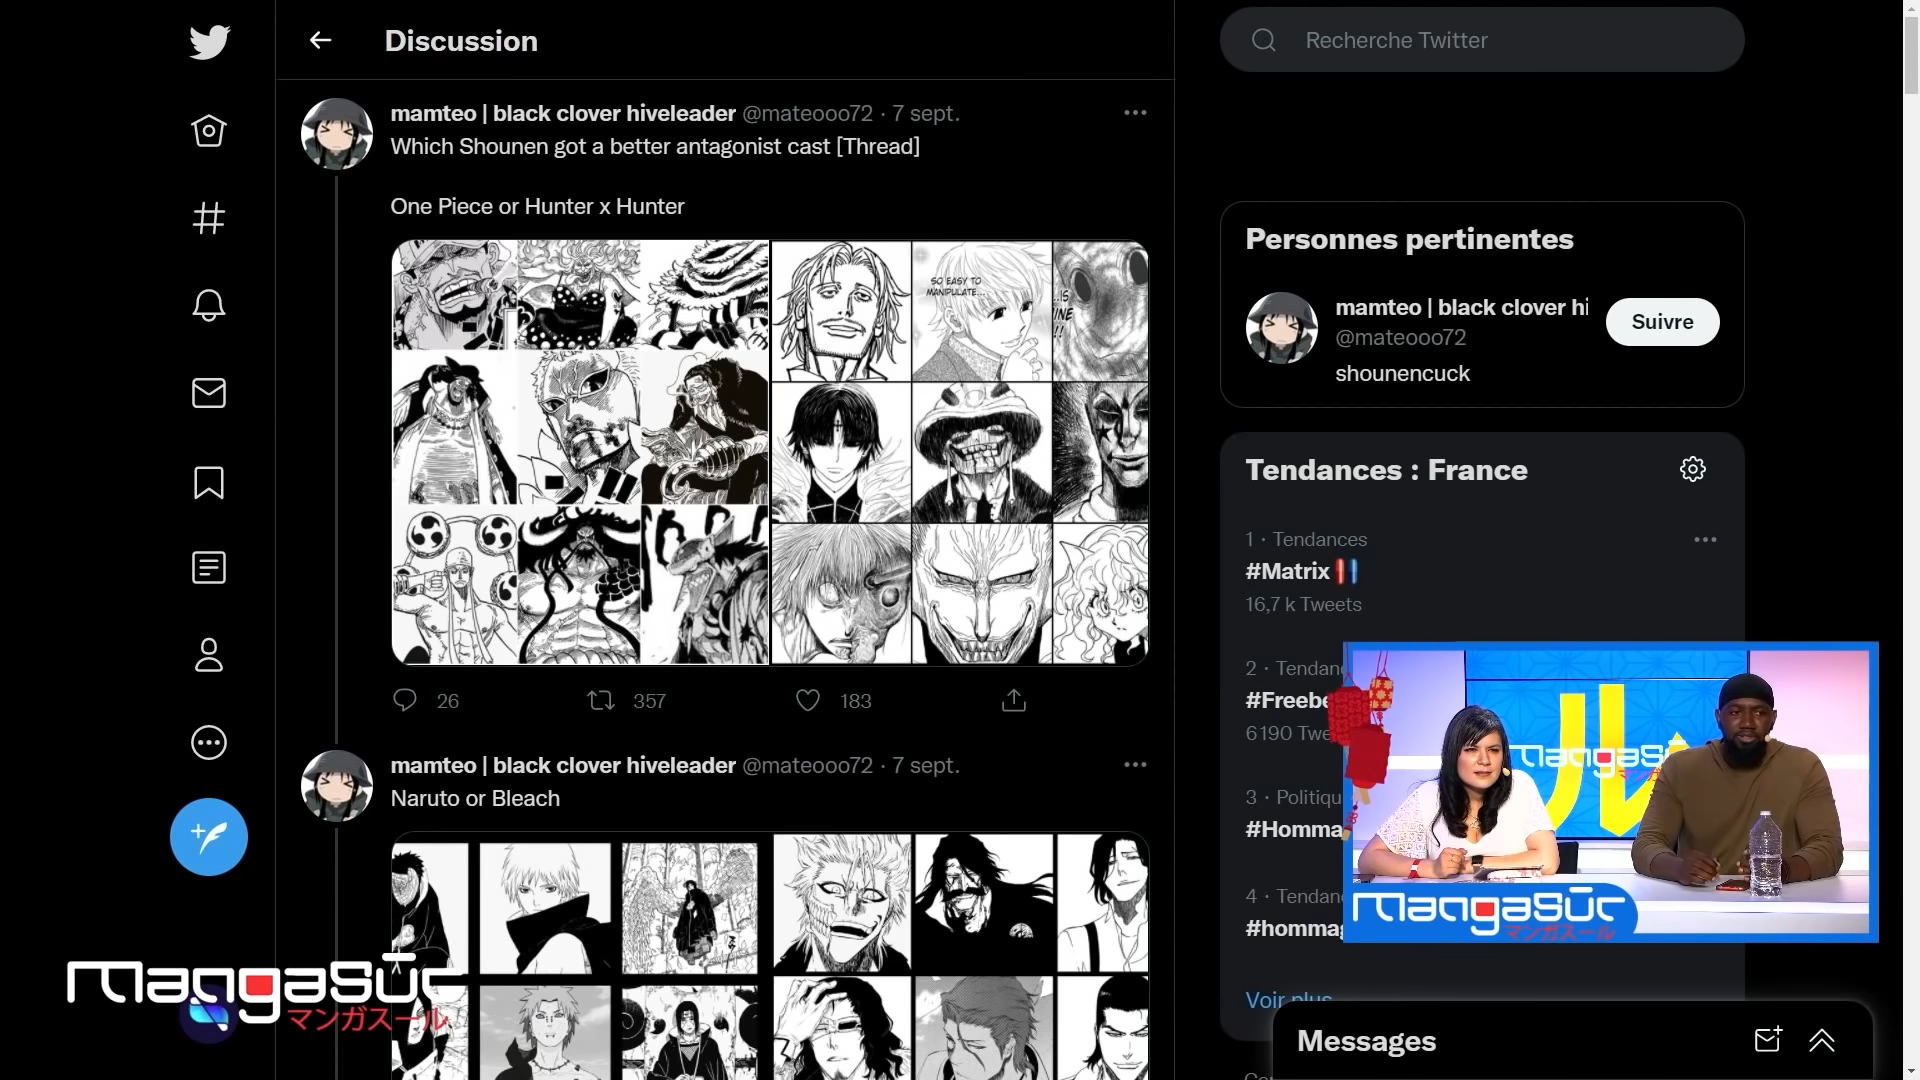 Discussion
Recherche Twitter
mamteo | black clover hiveleader @mateooo72 · 7 sept.
Which Shounen got a better antagonist cast [Thread]
One Piece or Hunter x Hunter
SO EASY TO
MANIPULATE...
26
357
183
mamteo | black clover hiveleader @mateooo72 · 7 sept.
Naruto or Bleach
Personnes pertinentes
mamteo | black clover hi
@mateooo72
shounencuck
Suivre
Tendances : France
1 · Tendances
#Matrix
16,7 k Tweets
2 · Tendan
#Freebe
6 190 Twe
3 · Politiqu
#Homma
4 · Tendan
#hommag
Voir plus
Messages
mangasūr
マンガスール
mangasūr
マンガスール